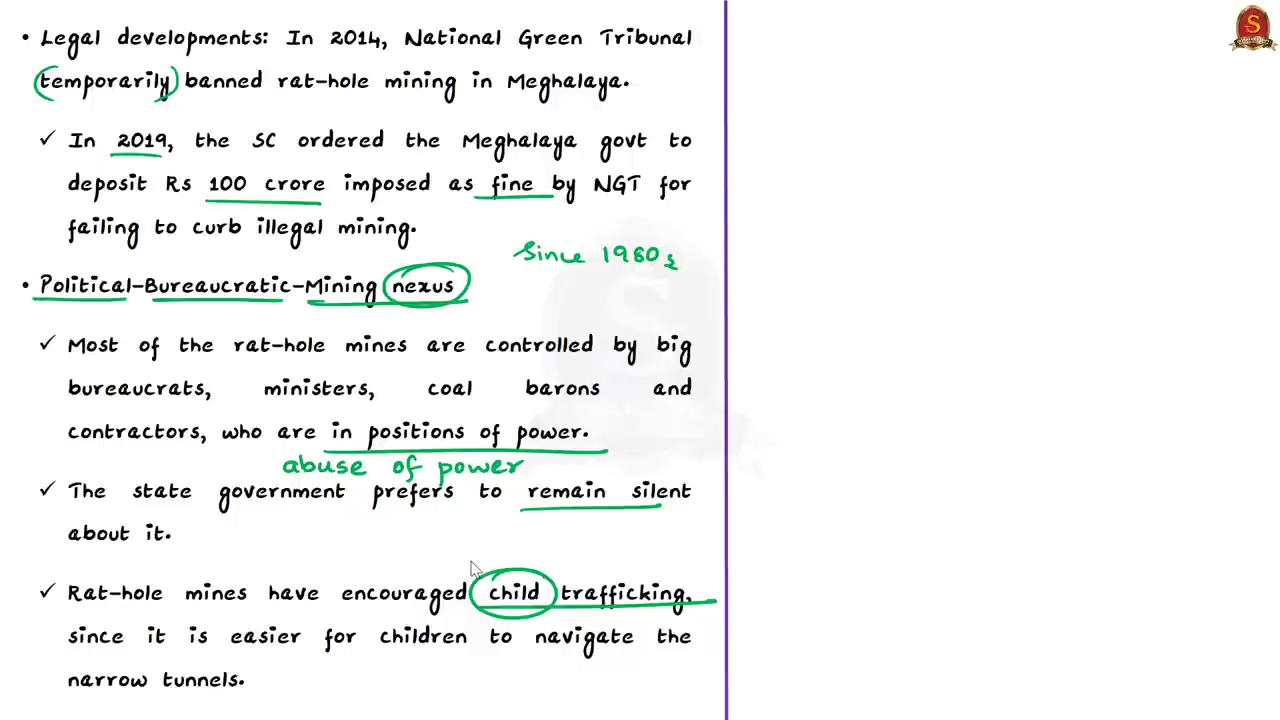 • Legal developments: In 2014, National Green Tribunal
temporarily banned rat-hole mining in Meghalaya.
✓ In 2019, the SC ordered the Meghalaya govt to
deposit Rs 100 crore imposed as fine by NGT for
failing to curb illegal mining.
Since 1980s
• Political-Bureaucratic-Mining nexus
✓ Most of the rat-hole mines are controlled by big
bureaucrats, ministers, coal barons and
contractors, who are in positions of power.
abuse of power
✓ The state government prefers to remain silent
about it.
✓ Rat-hole mines have encouraged child trafficking,
since it is easier for children to navigate the
narrow tunnels.
S